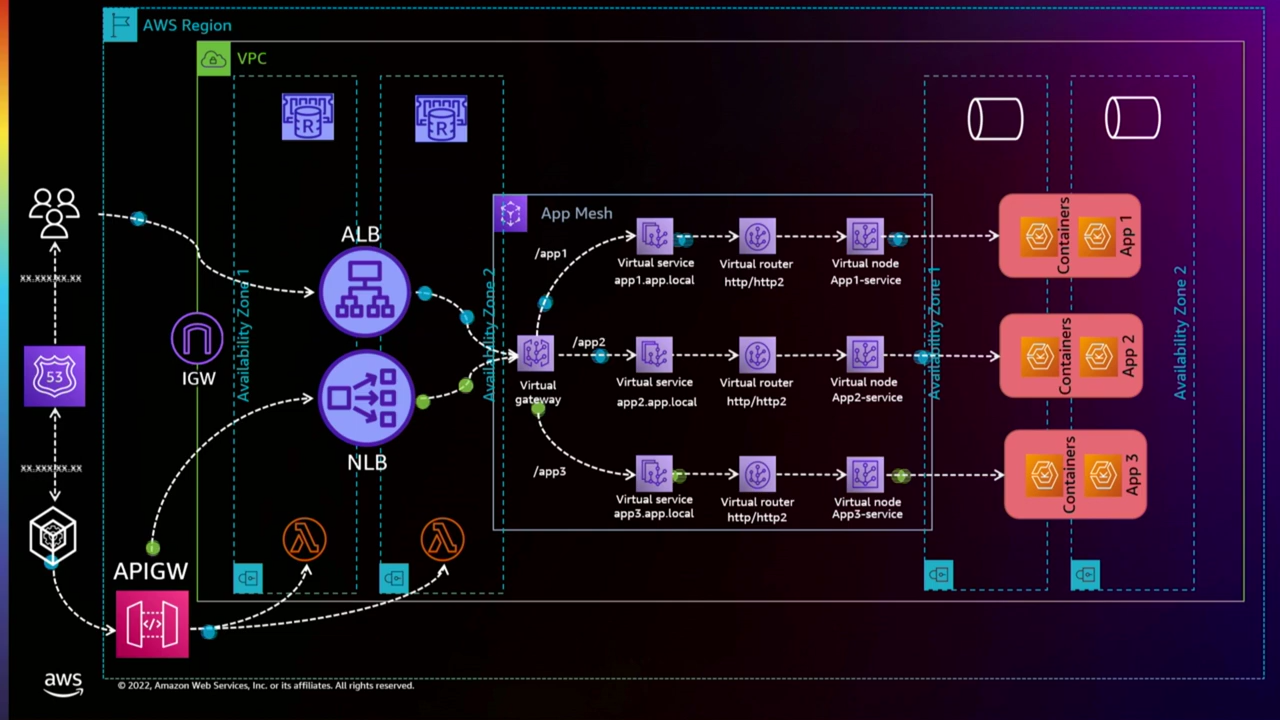 AWS Region
VPC
R
R
ALB
App Mesh
/app1
Virtual service
app1.app.local
Virtual router
http/http2
Virtual node
App1-service
Containers
App 1
xx.xxx.xx.xx
Availability Zone 1
Availability Zone 2
Availability Zone 1
Availability Zone 2
IGW
53
/app2
Virtual
gateway
Virtual service
app2.app.local
Virtual router
http/http2
Virtual node
App2-service
Containers
App 2
NLB
/app3
Virtual service
app3.app.local
Virtual router
http/http2
Virtual node
App3-service
Containers
App 3
APIGW
</>
aws
© 2022, Amazon Web Services, Inc. or its affiliates. All rights reserved.